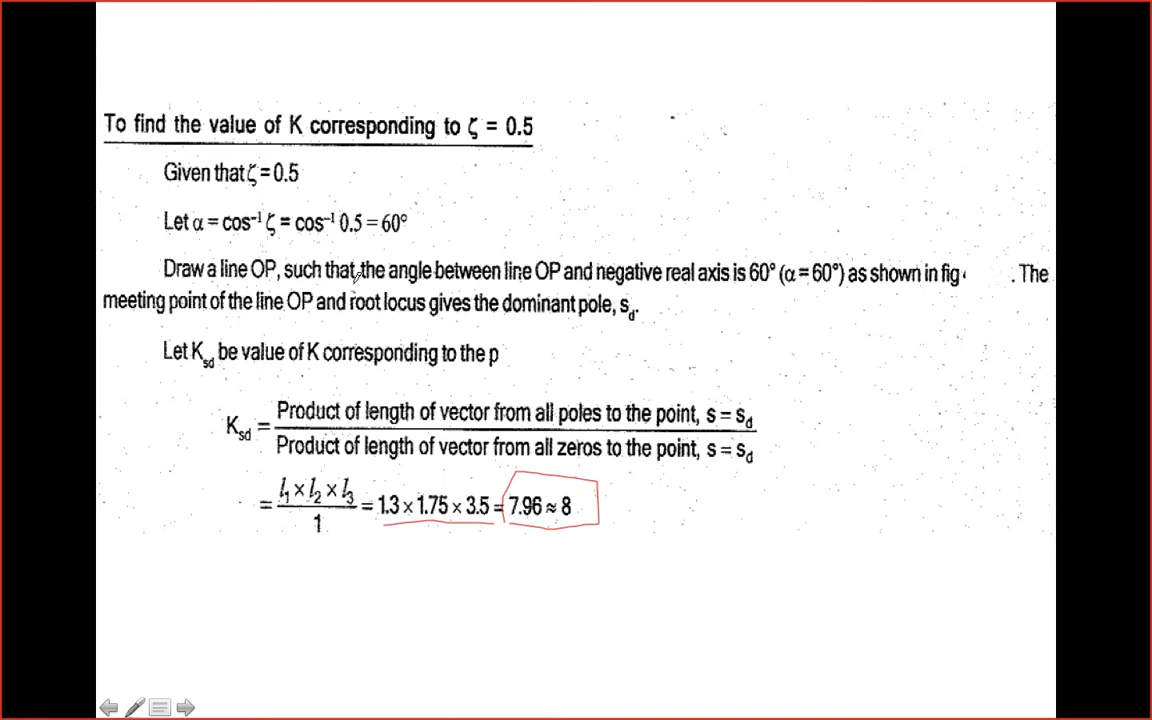 To find the value of K corresponding to ζ = 0.5
Given that ζ = 0.5
Let α = cos⁻¹ ζ = cos⁻¹ 0.5 = 60°
Draw a line OP, such that, the angle between line OP and negative real axis is 60° (α = 60°) as shown in fig . The
meeting point of the line OP and root locus gives the dominant pole, s_d.
Let K_sd be value of K corresponding to the p
K_sd = Product of length of vector from all poles to the point, s = s_d
Product of length of vector from all zeros to the point, s = s_d
= l₁ × l₂ × l₃ / 1 = 1.3 × 1.75 × 3.5 = 7.96 ≈ 8